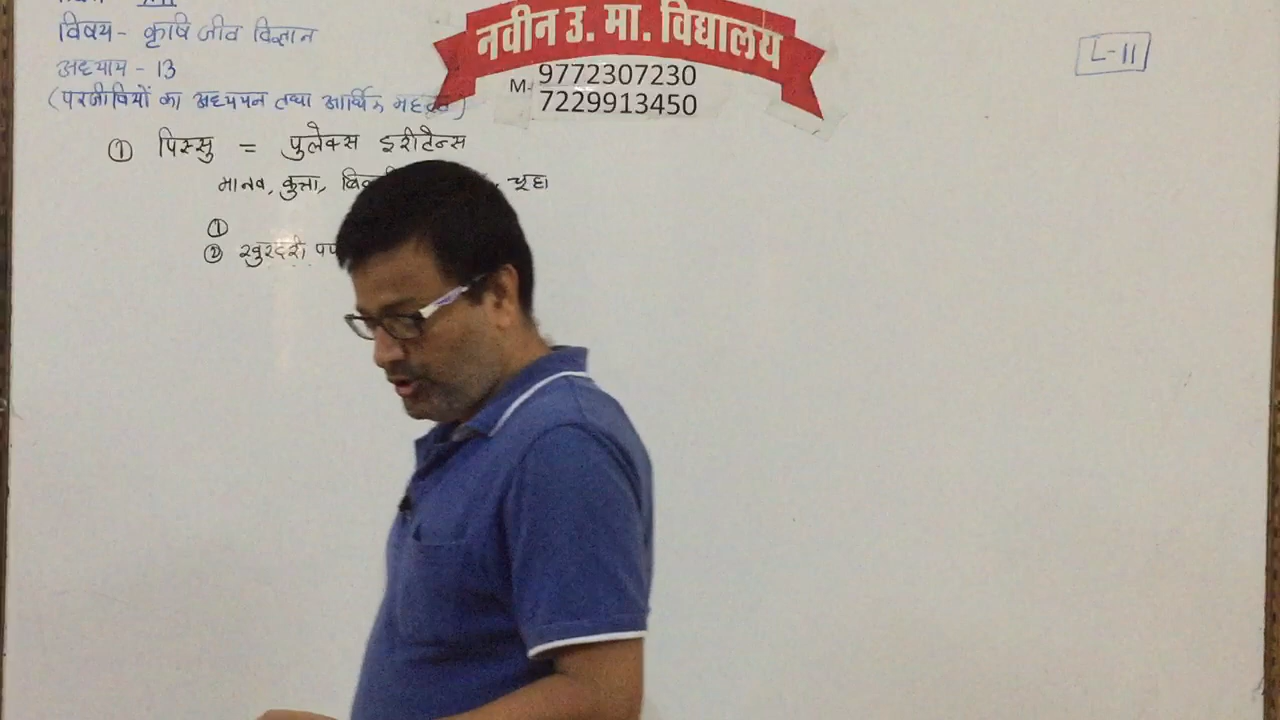 नवीन उ. मा. विद्यालय
M- 9772307230
7229913450
L-11
विषय- कृषि जीव विज्ञान
अध्याय - 13
(परजीवियों का अध्ययन तथा आर्थिक महत्व)
① पिस्सु = पुलेक्स इरीटेन्स
मानव, कुत्ता, चूहा
①
② खुरदरी